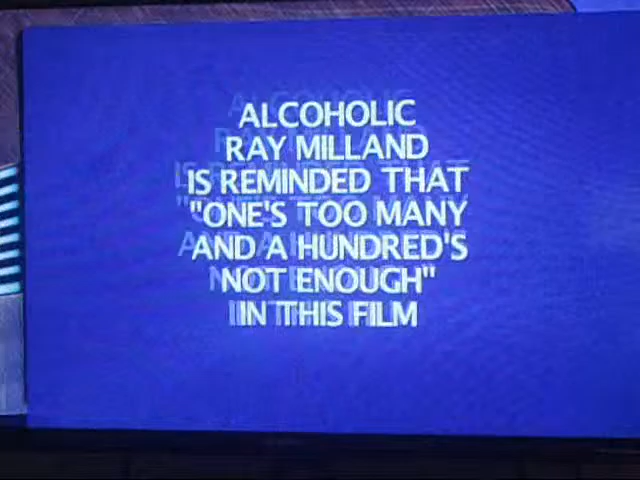 ALCOHOLIC
RAY MILLAND
IS REMINDED THAT
"ONE'S TOO MANY
AND A HUNDRED'S
NOT ENOUGH"
IN THIS FILM